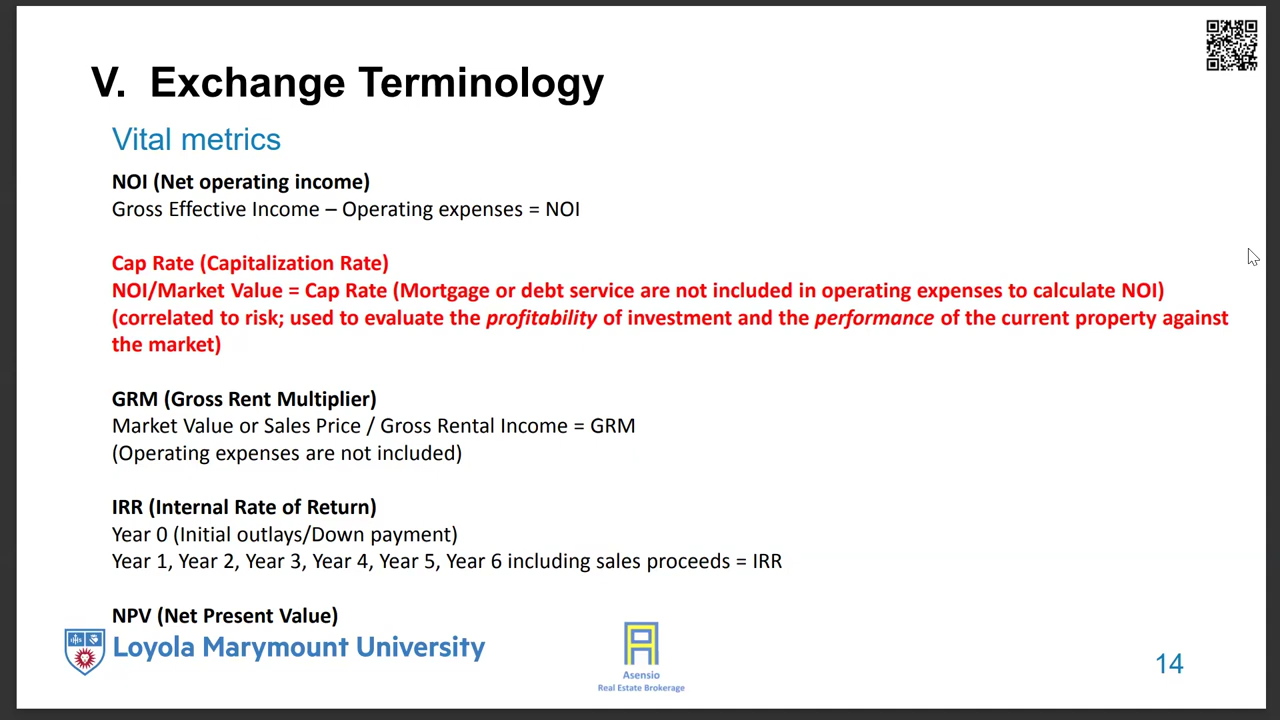 V. Exchange Terminology
Vital metrics
NOI (Net operating income)
Gross Effective Income – Operating expenses = NOI
Cap Rate (Capitalization Rate)
NOI/Market Value = Cap Rate (Mortgage or debt service are not included in operating expenses to calculate NOI)
(correlated to risk; used to evaluate the profitability of investment and the performance of the current property against
the market)
GRM (Gross Rent Multiplier)
Market Value or Sales Price / Gross Rental Income = GRM
(Operating expenses are not included)
IRR (Internal Rate of Return)
Year 0 (Initial outlays/Down payment)
Year 1, Year 2, Year 3, Year 4, Year 5, Year 6 including sales proceeds = IRR
NPV (Net Present Value)
Loyola Marymount University
Asensio
Real Estate Brokerage
14